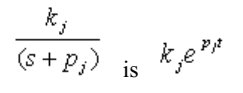 k_j/(s + p_j) is k_j e^{p_j t}